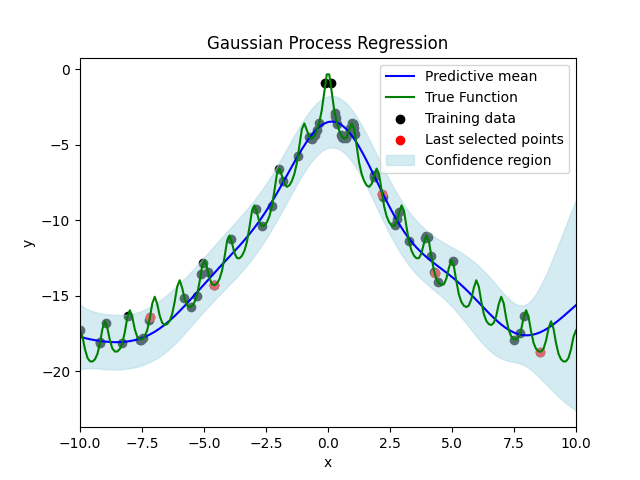 Gaussian Process Regression
Predictive mean
True Function
Training data
Last selected points
Confidence region
y
0
−5
−10
−15
−20
−10.0 −7.5 −5.0 −2.5 0.0 2.5 5.0 7.5 10.0
x